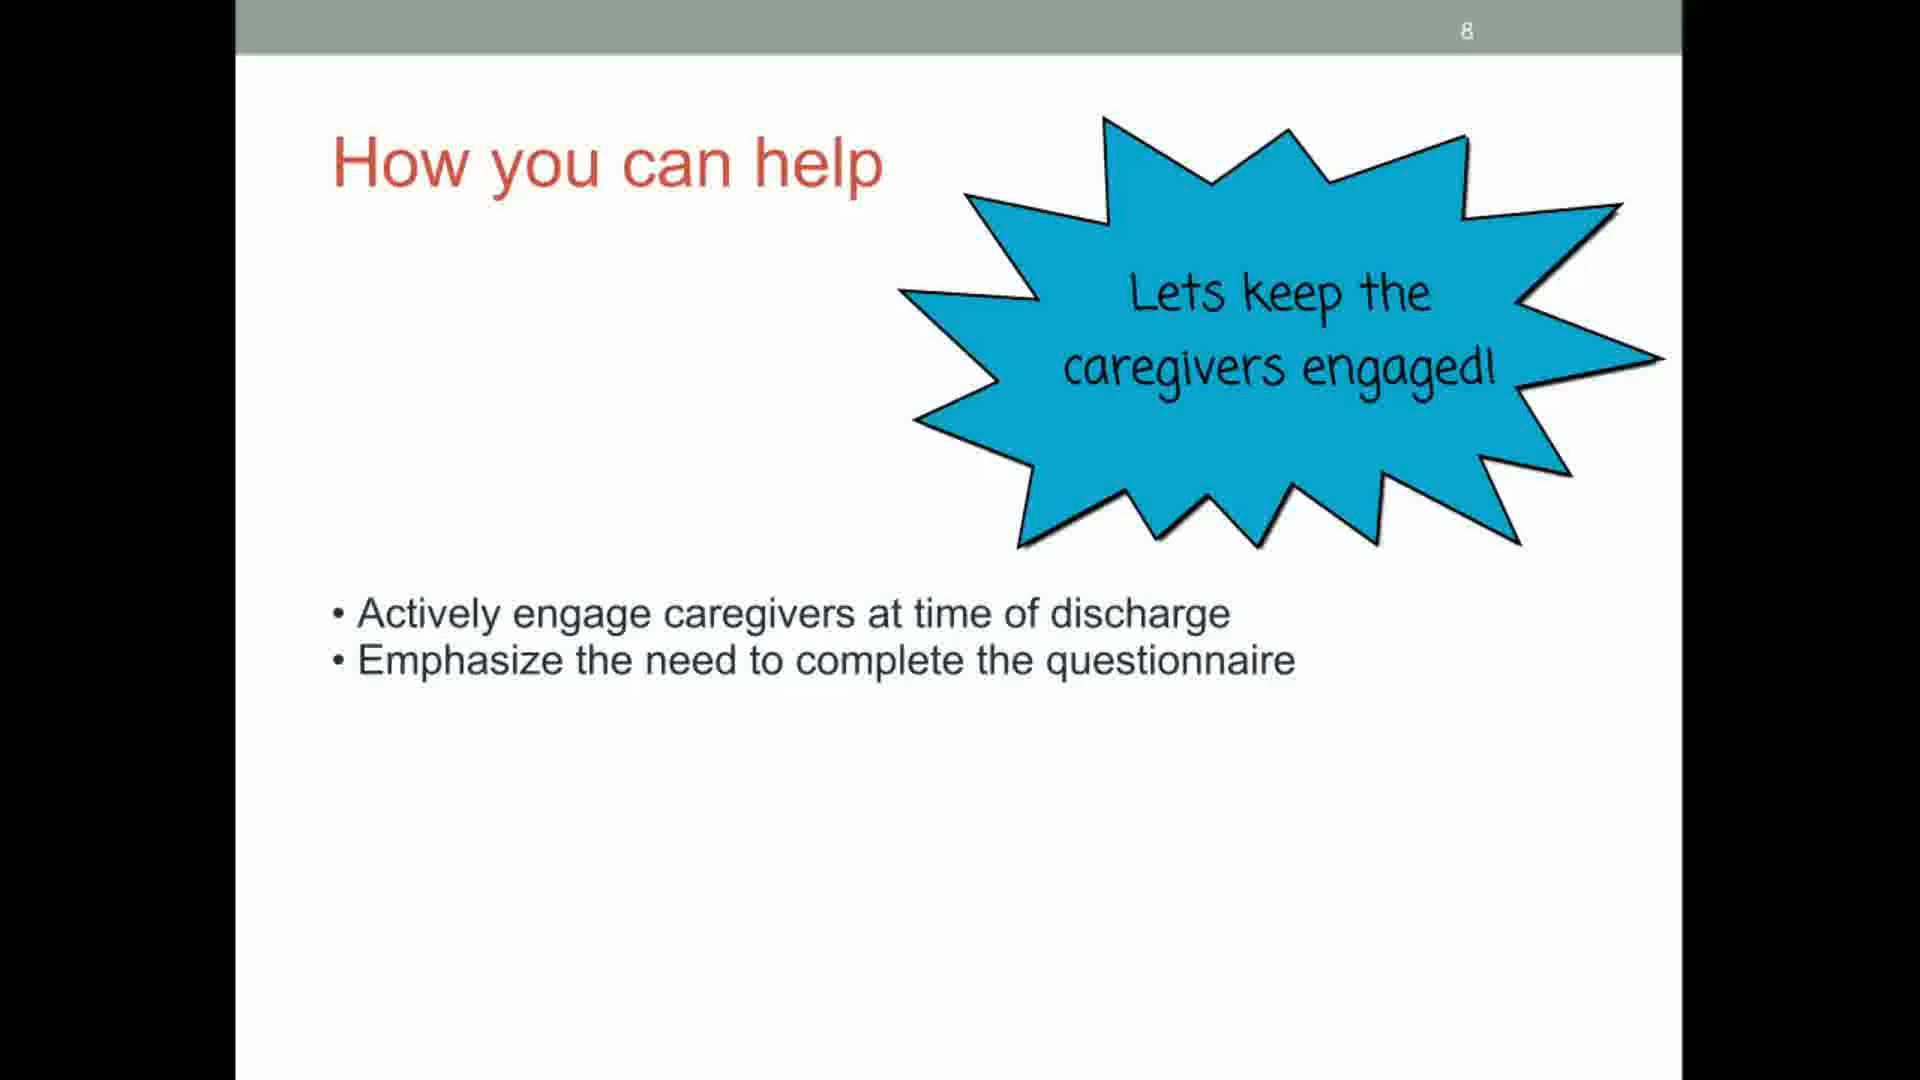 8
How you can help
Lets keep the
caregivers engaged!
• Actively engage caregivers at time of discharge
• Emphasize the need to complete the questionnaire